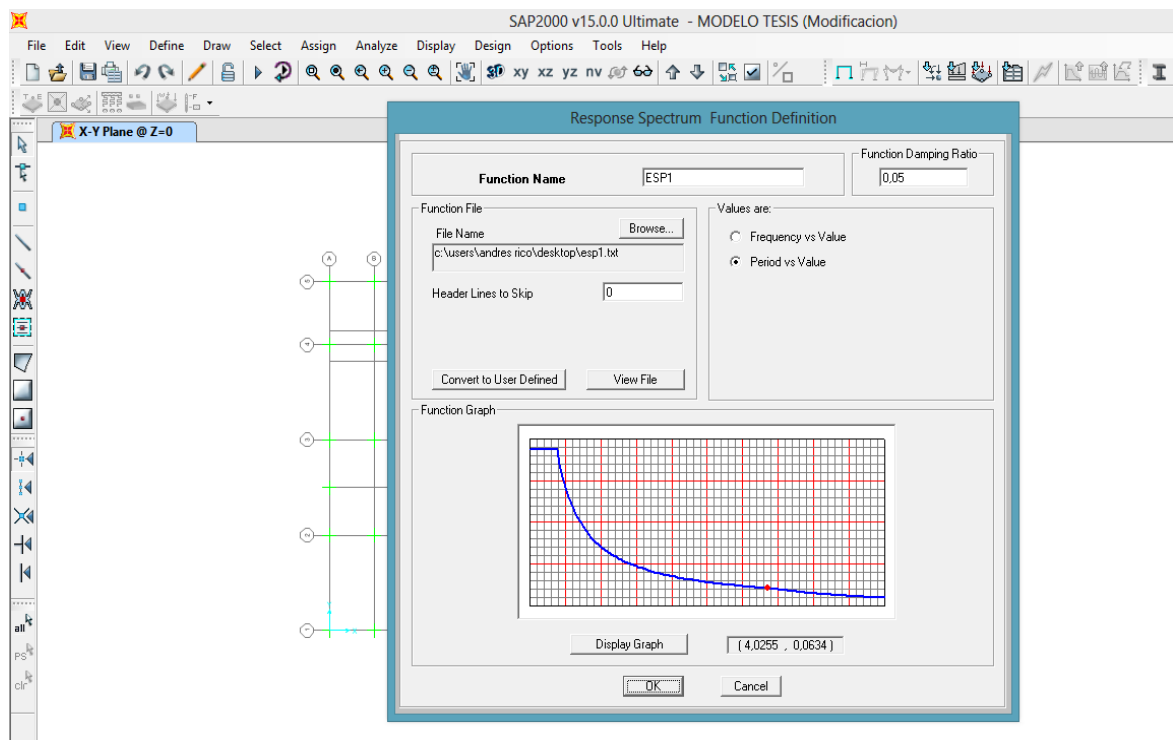 SAP2000 v15.0.0 Ultimate - MODELO TESIS (Modificacion)
File Edit View Define Draw Select Assign Analyze Display Design Options Tools Help
3D xy xz yz nv
X-Y Plane @ Z=0
Response Spectrum Function Definition
Function Name
ESP1
Function Damping Ratio
0,05
Function File
File Name
Browse...
c:\users\andres rico\desktop\esp1.txt
Header Lines to Skip
0
Convert to User Defined
View File
Values are:
Frequency vs Value
Period vs Value
Function Graph
Display Graph
( 4,0255 , 0,0634 )
OK
Cancel
A B
all
PS
clr